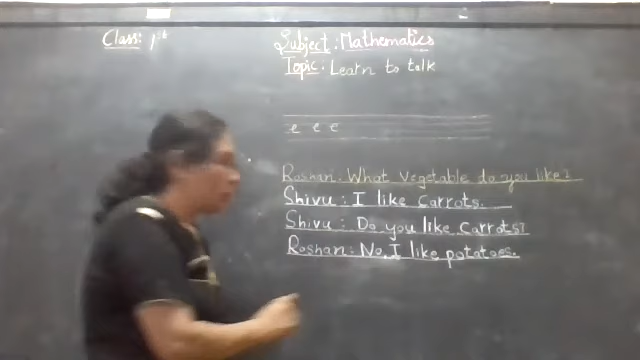 Class: 1st
Subject: Mathematics
Topic: Learn to talk
e e e
Roshan: What vegetable do you like?
Shivu: I like carrots.
Shivu: Do you like carrots?
Roshan: No, I like potatoes.